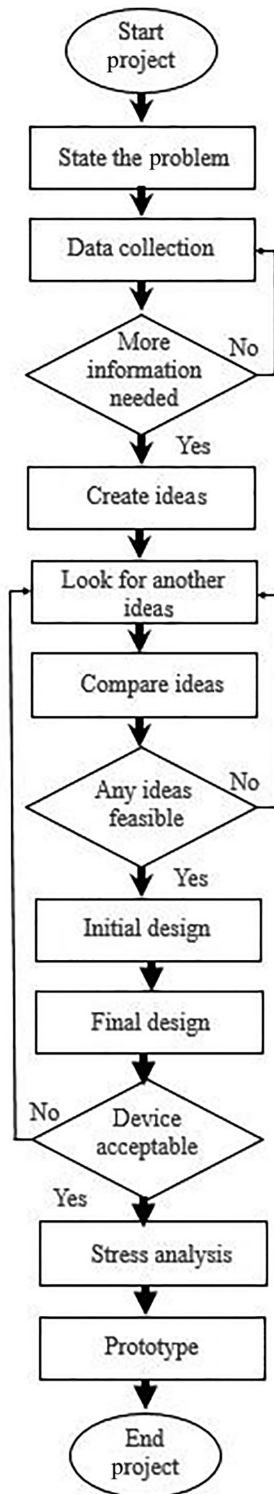 Start
project
State the problem
Data collection
More
information
needed
No
Yes
Create ideas
Look for another
ideas
Compare ideas
Any ideas
feasible
No
Yes
Initial design
Final design
No
Device
acceptable
Yes
Stress analysis
Prototype
End
project